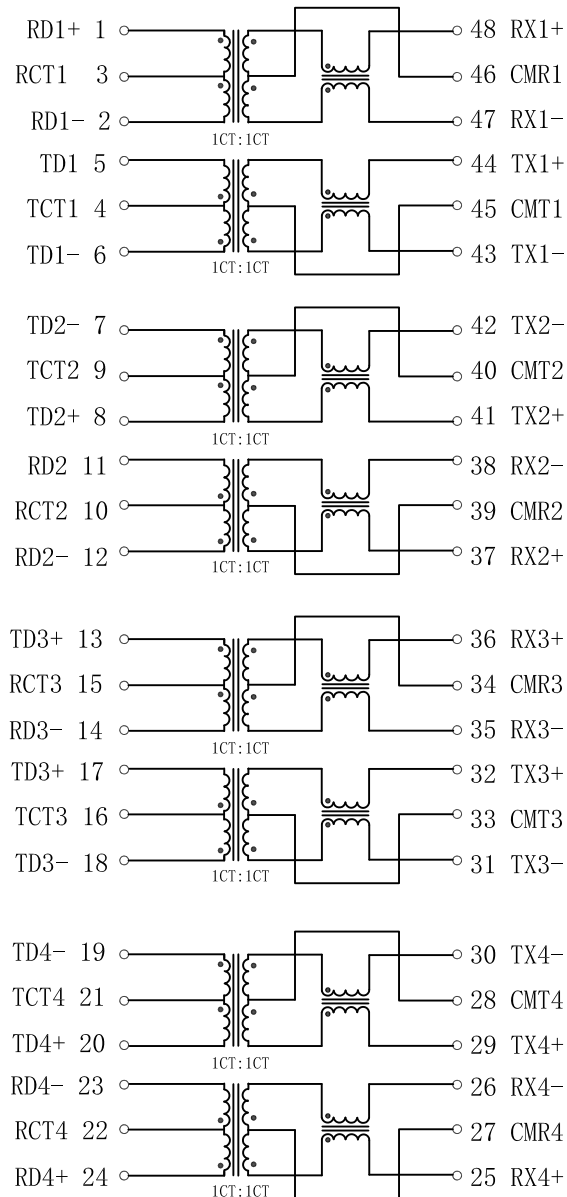 RD1+ 1 48 RX1+
RCT1 3 46 CMR1
RD1- 2 47 RX1-
1CT:1CT
TD1 5 44 TX1+
TCT1 4 45 CMT1
TD1- 6 43 TX1-
1CT:1CT
TD2- 7 42 TX2-
TCT2 9 40 CMT2
TD2+ 8 41 TX2+
1CT:1CT
RD2 11 38 RX2-
RCT2 10 39 CMR2
RD2- 12 37 RX2+
1CT:1CT
TD3+ 13 36 RX3+
RCT3 15 34 CMR3
RD3- 14 35 RX3-
1CT:1CT
TD3+ 17 32 TX3+
TCT3 16 33 CMT3
TD3- 18 31 TX3-
1CT:1CT
TD4- 19 30 TX4-
TCT4 21 28 CMT4
TD4+ 20 29 TX4+
1CT:1CT
RD4- 23 26 RX4-
RCT4 22 27 CMR4
RD4+ 24 25 RX4+
1CT:1CT